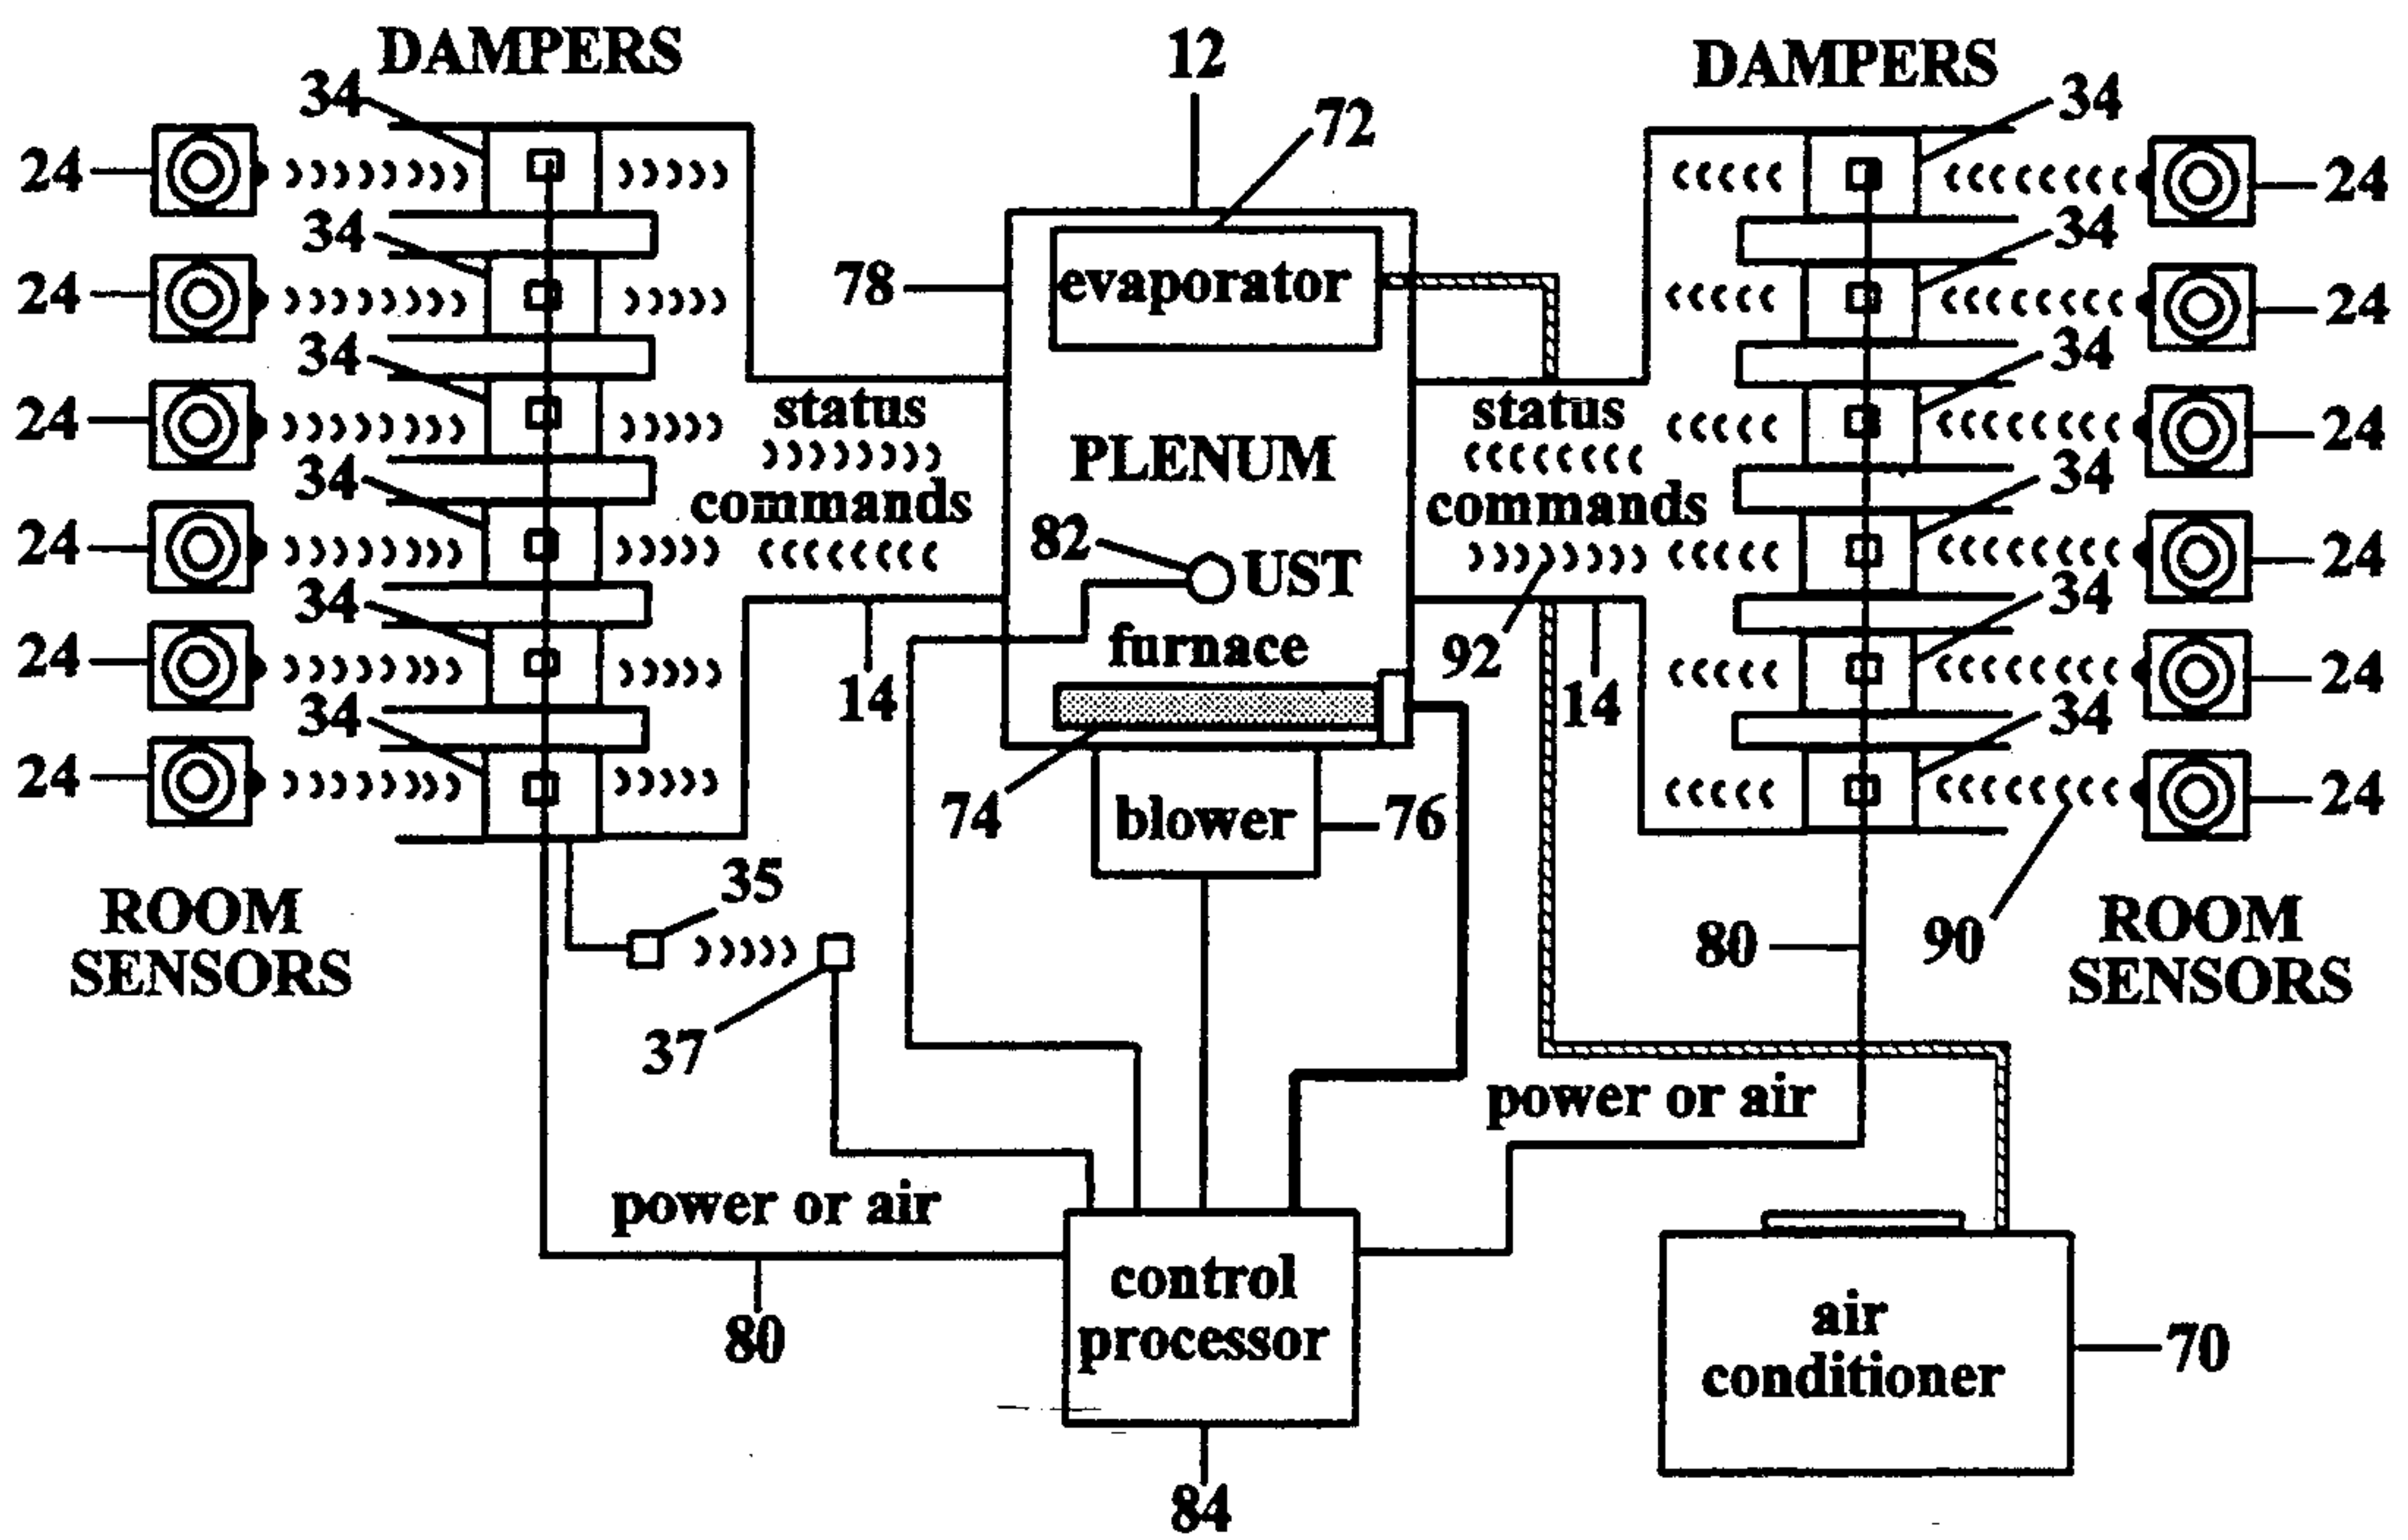 DAMPERS
12
DAMPERS
34
72
34
24
24
34
34
24
78
evaporator
24
34
34
24
status
PLENUM
status
24
34
commands
commands
34
24
82
UST
24
34
furnace
92
34
24
14
14
24
34
34
24
74
blower
76
24
35
ROOM
SENSORS
80
90
ROOM
SENSORS
37
power or air
power or air
control
processor
80
air
conditioner
70
84